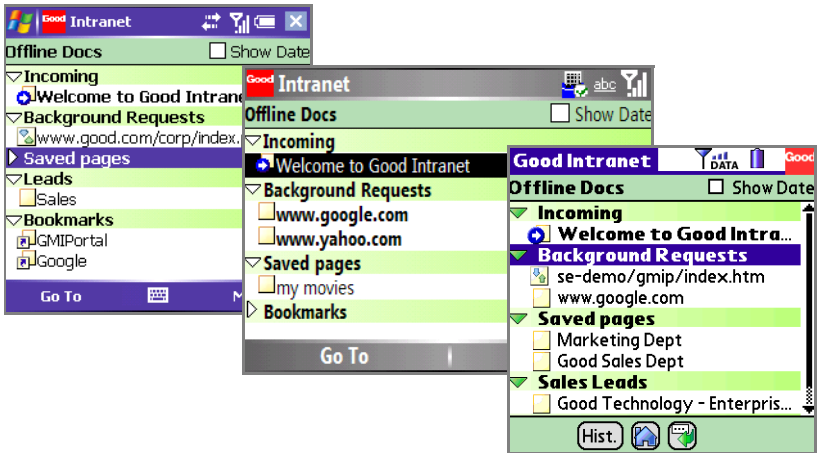 Good Intranet
Offline Docs Show Date
Incoming
Welcome to Good Intrane
Background Requests
www.good.com/corp/index.
Saved pages
Leads
Sales
Bookmarks
GMIPortal
Google
Go To M
Good Intranet abc
Offline Docs Show Date
Incoming
Welcome to Good Intranet
Background Requests
www.google.com
www.yahoo.com
Saved pages
my movies
Bookmarks
Go To
Good Intranet DATA Good
Offline Docs Show Date
Incoming
Welcome to Good Intra...
Background Requests
se-demo/gmip/index.htm
www.google.com
Saved pages
Marketing Dept
Good Sales Dept
Sales Leads
Good Technology - Enterpris...
Hist.